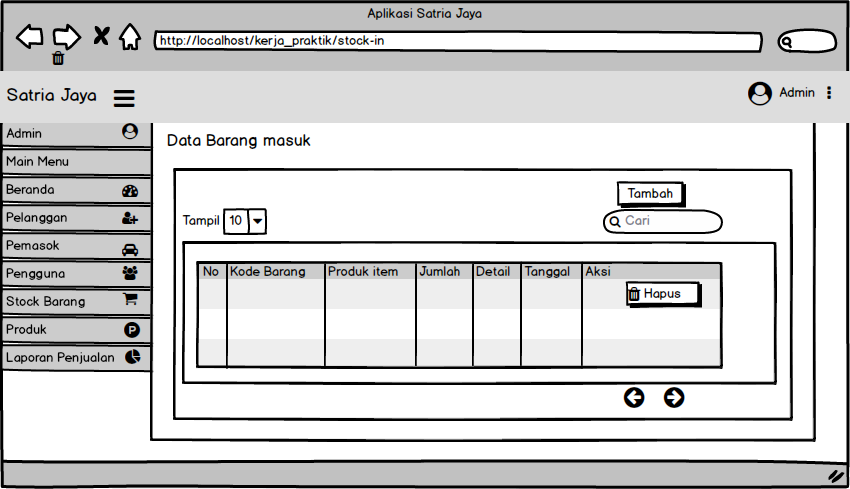 Aplikasi Satria Jaya
http://localhost/kerja_praktik/stock-in
Satria Jaya
Admin
Admin
Main Menu
Beranda
Pelanggan
Pemasok
Pengguna
Stock Barang
Produk
P
Laporan Penjualan
Data Barang masuk
Tambah
Tampil 10
Cari
No Kode Barang Produk item Jumlah Detail Tanggal Aksi
Hapus